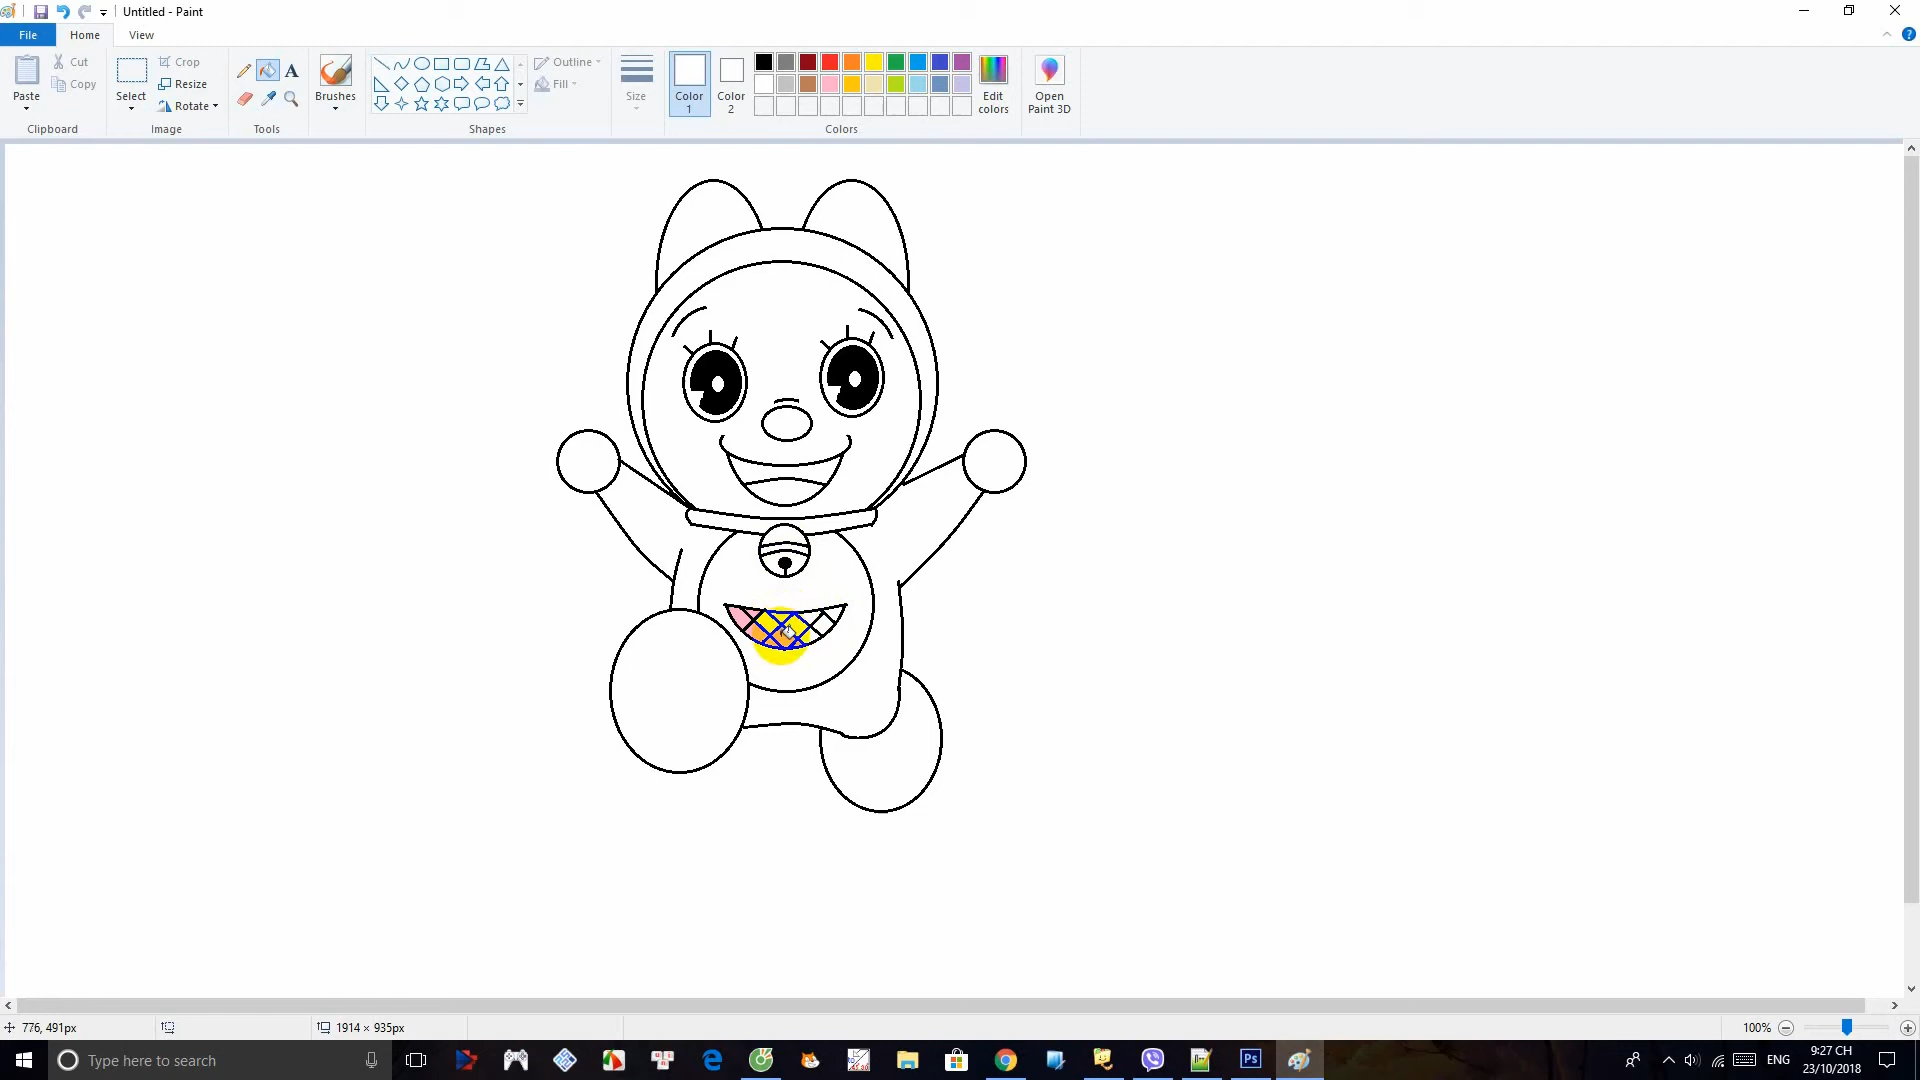 Untitled - Paint
File Home View
Paste
Cut
Copy
Clipboard
Select
Crop
Resize
Rotate
Image
A
Tools
Brushes
Outline
Fill
Shapes
Size
Color 1
Color 2
Colors
Edit colors
Open Paint 3D
776, 491px
1914 × 935px
100%
Type here to search
Ps
ENG
9:27 CH
23/10/2018